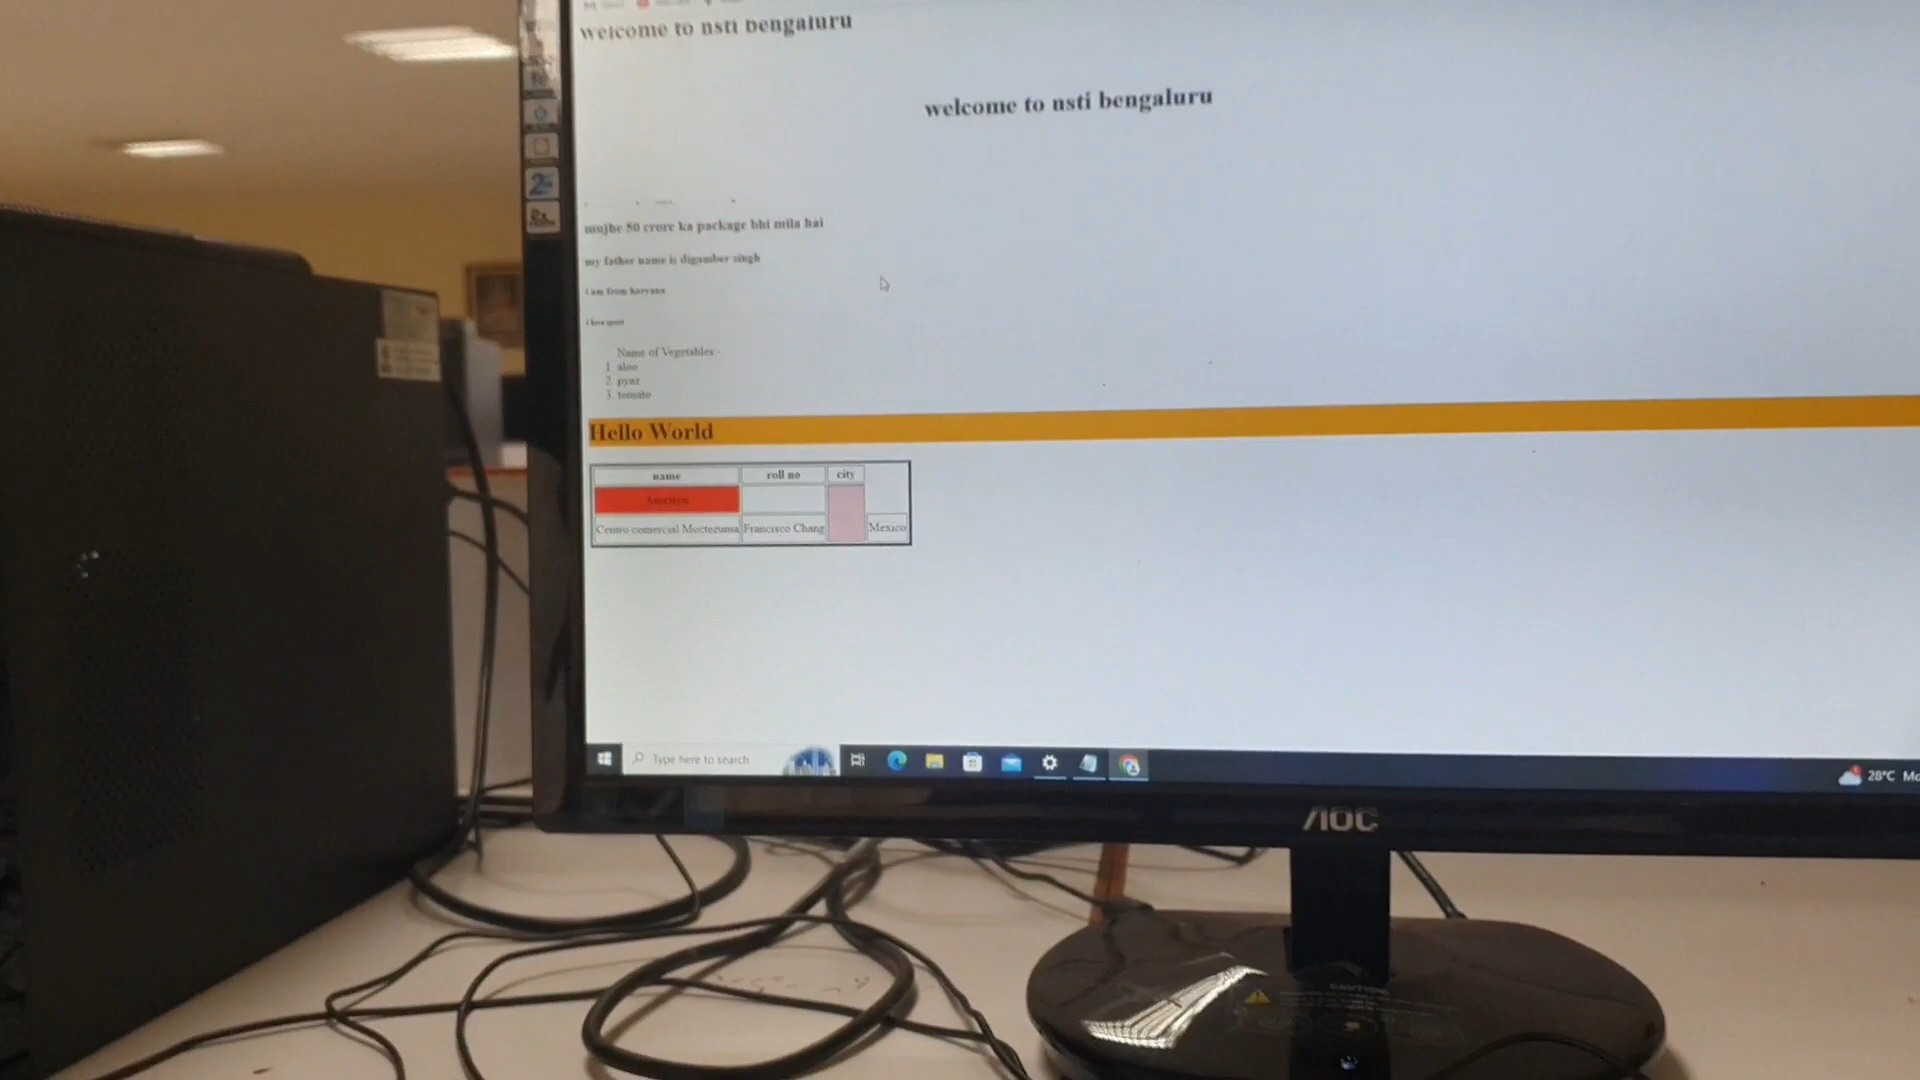 welcome to nsti bengaluru
welcome to nsti bengaluru
mujhe 50 crore ka package bhi mila hai
my father name is digamber singh
i am from haryana
Name of Vegetables:-
1. aloo
2. pyaz
3. tomato
Hello World
name roll no city
Centro comercial Moctezuma Francisco Chang Mexico
Type here to search
28°C
AOC
CAUTION